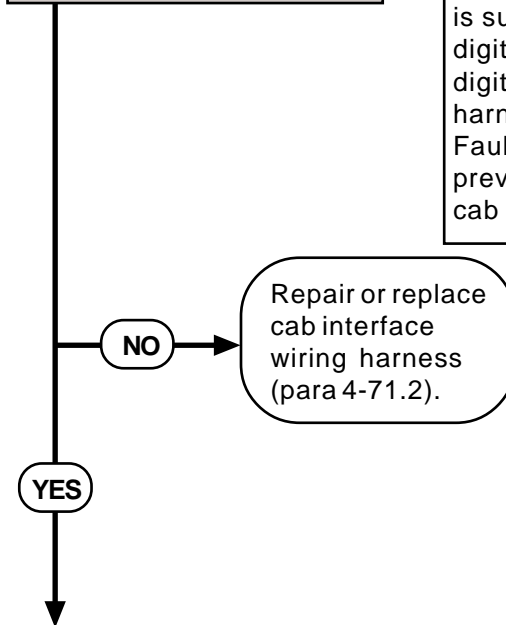 is
digit
digit
harn
Faul
prev
cab
NO
Repair or replace
cab interface
wiring harness
(para 4-71.2).
YES